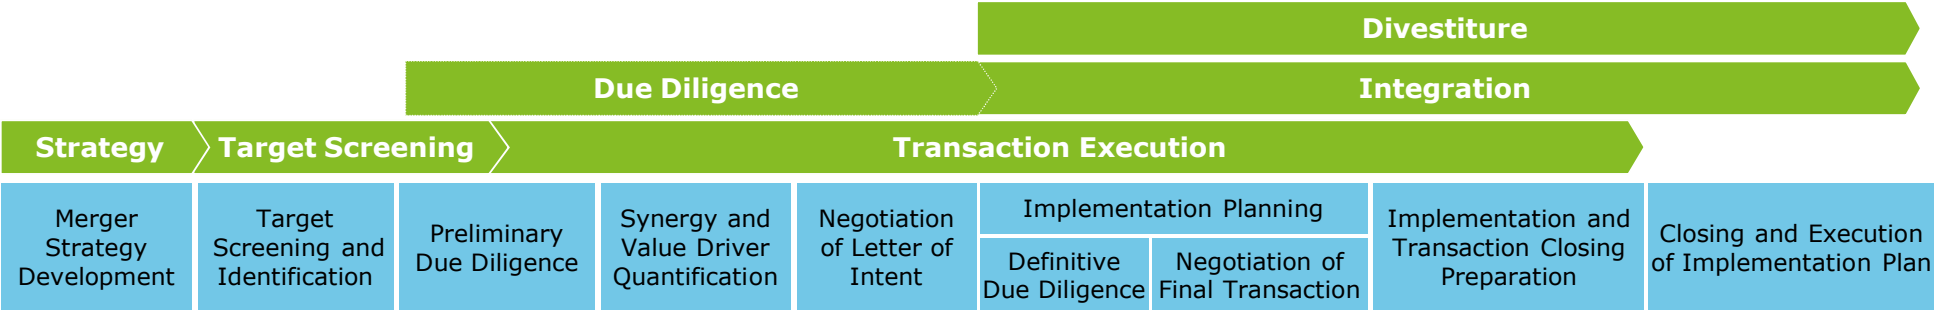 Divestiture
Due Diligence
Integration
Strategy
Target Screening
Transaction Execution
Merger
Strategy
Development
Target
Screening and
Identification
Preliminary
Due Diligence
Synergy and
Value Driver
Quantification
Negotiation
of Letter of
Intent
Implementation Planning
Definitive
Due Diligence
Negotiation of
Final Transaction
Implementation and
Transaction Closing
Preparation
Closing and Execution
of Implementation Plan